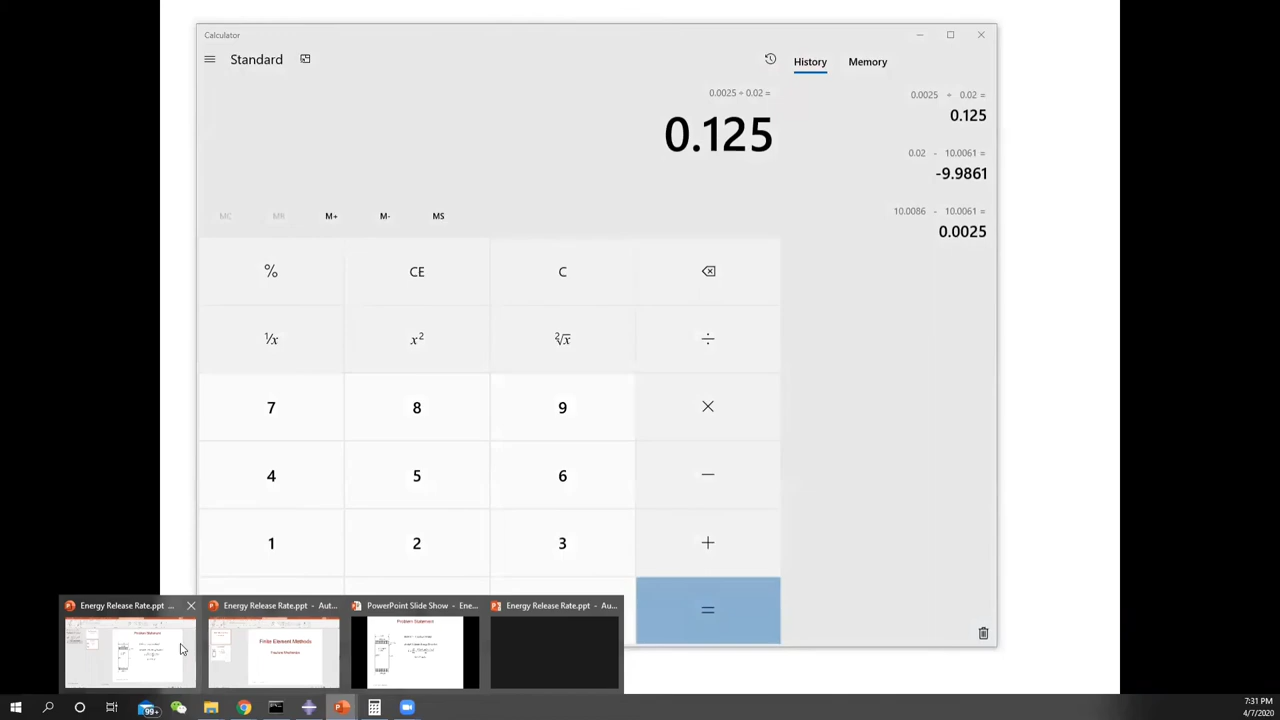 Calculator
Standard
History
Memory
0.0025 ÷ 0.02 =
0.125
0.0025 ÷ 0.02 =
0.125
0.02 - 10.0061 =
-9.9861
10.0086 - 10.0061 =
0.0025
MC MR M+ M- MS
% CE C
¹/x x² ²√x ÷
7 8 9 ×
4 5 6 −
1 2 3 +
=
Energy Release Rate.ppt ...
Energy Release Rate.ppt - Aut...
PowerPoint Slide Show - Ene...
Energy Release Rate.ppt - Au...
Problem Statement
Finite Element Methods
Problem Statement
99+
7:31 PM
4/7/2020